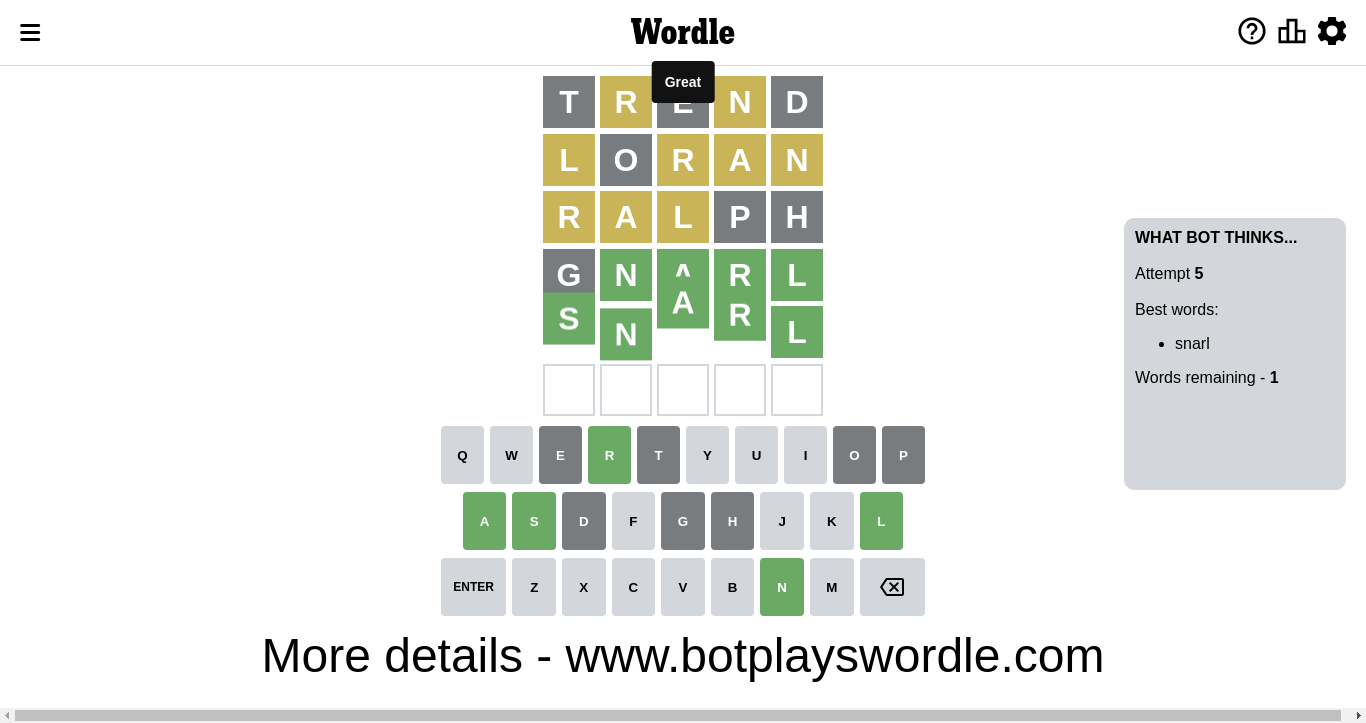 Wordle
Great
T R E N D
L O R A N
R A L P H
G N A R L
S N A R L
Q W E R T Y U I O P
A S D F G H J K L
ENTER Z X C V B N M
More details - www.botplayswordle.com
WHAT BOT THINKS...
Attempt 5
Best words:
• snarl
Words remaining - 1